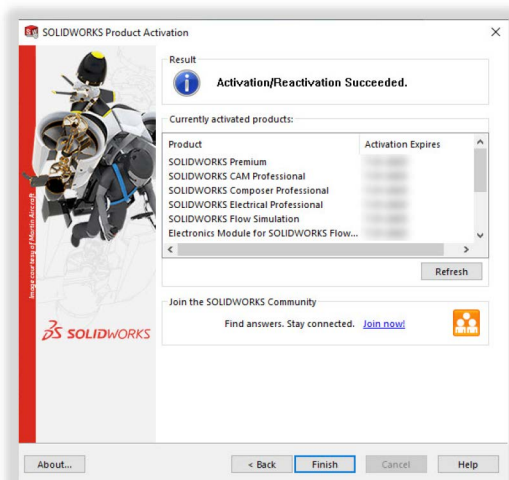 SOLIDWORKS Product Activation
Result
Activation/Reactivation Succeeded.
Currently activated products:
Product Activation Expires
SOLIDWORKS Premium
SOLIDWORKS CAM Professional
SOLIDWORKS Composer Professional
SOLIDWORKS Electrical Professional
SOLIDWORKS Flow Simulation
Electronics Module for SOLIDWORKS Flow...
Refresh
Image courtesy of Martin Aircraft
Join the SOLIDWORKS Community
Find answers. Stay connected. Join now!
SOLIDWORKS
About... < Back Finish Cancel Help